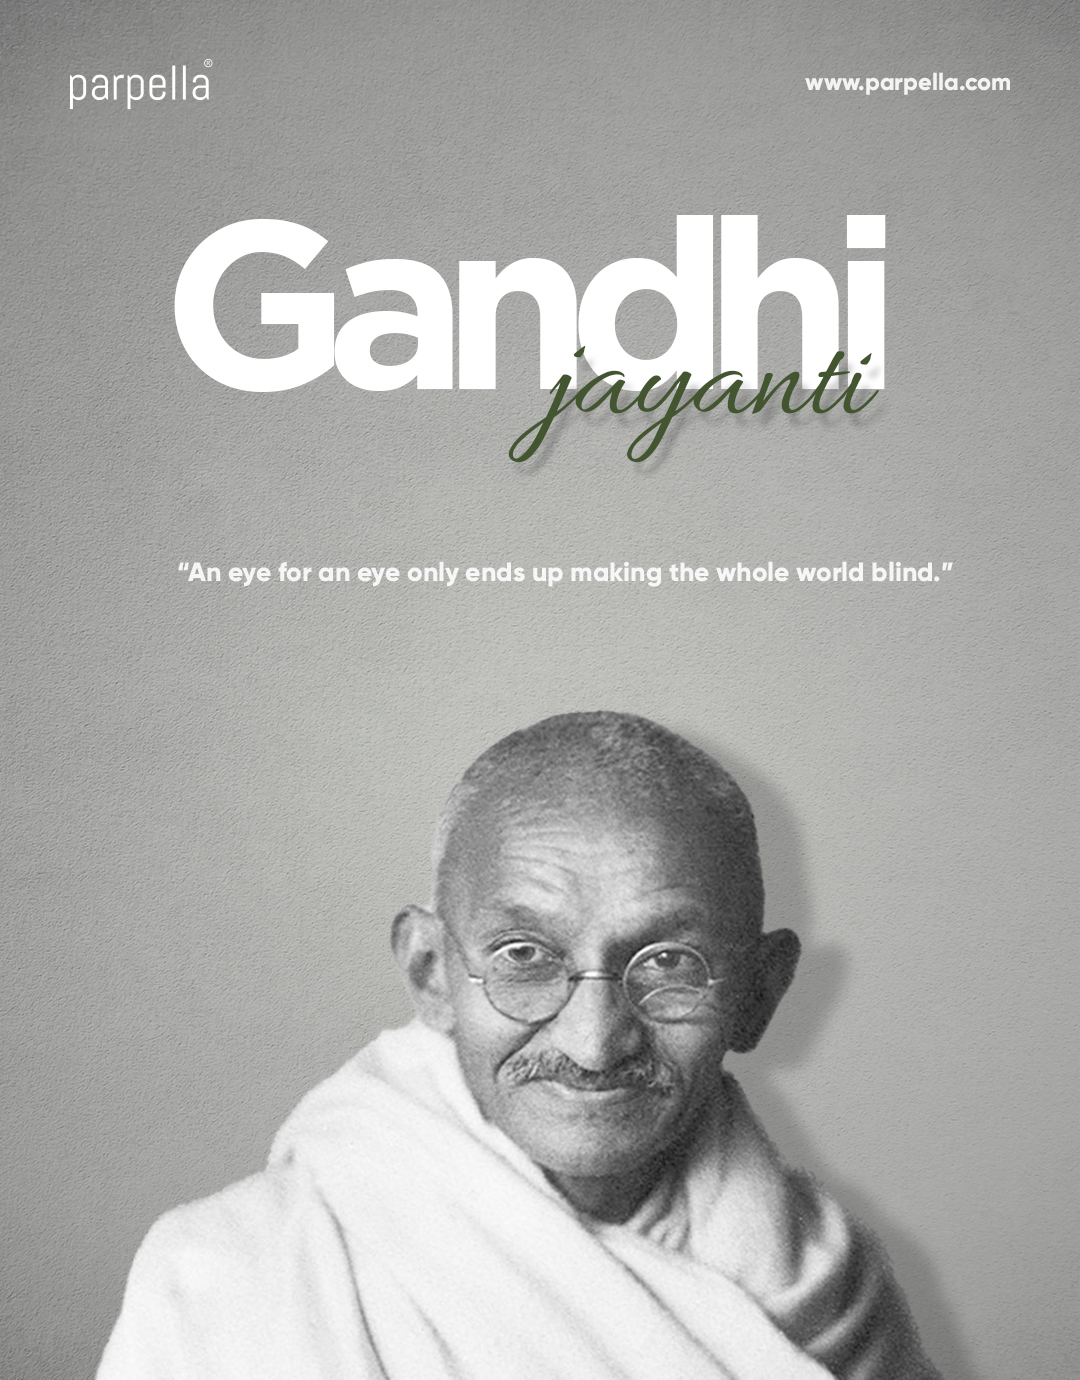 parpella®
www.parpella.com
Gandhi
jayanti
“An eye for an eye only ends up making the whole world blind.”